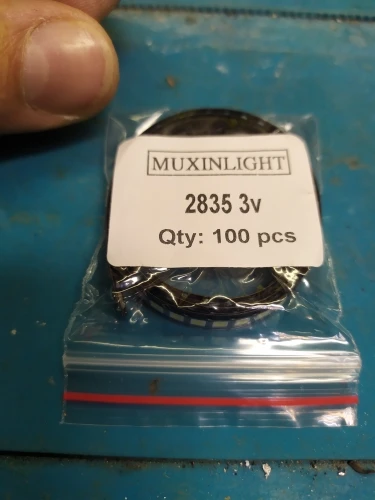 MUXINLIGHT
2835 3v
Qty: 100 pcs